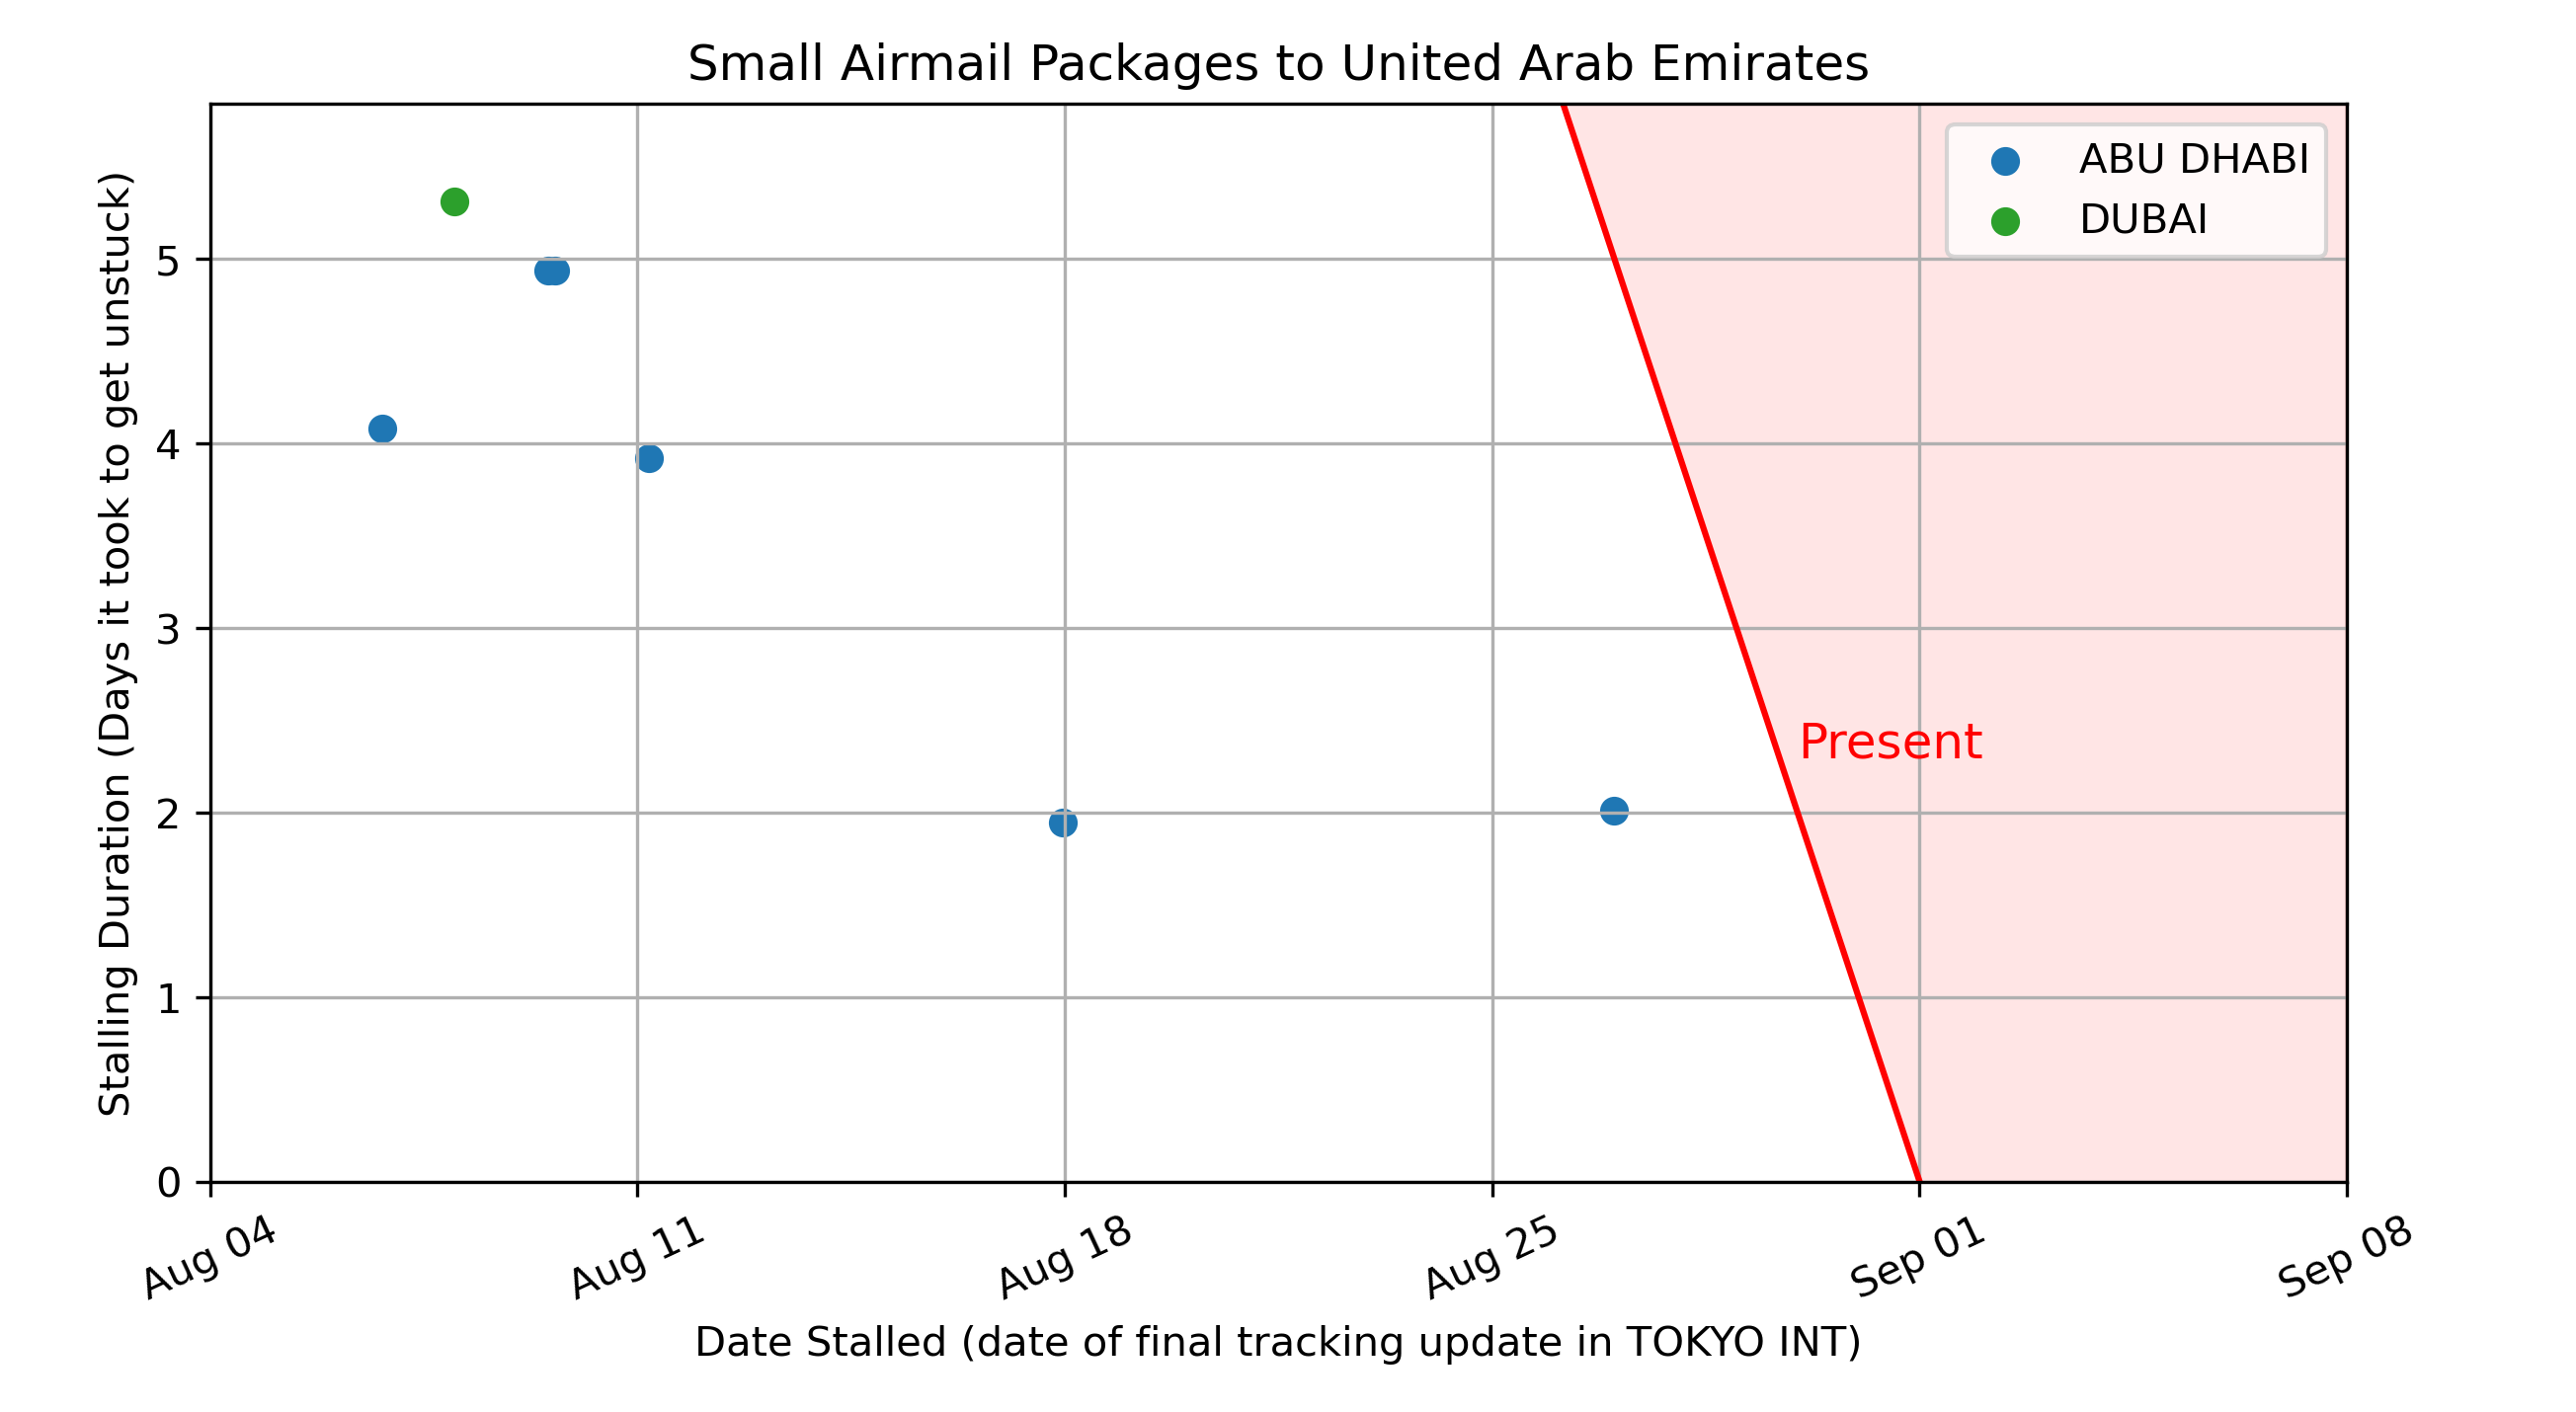 Small Airmail Packages to United Arab Emirates
ABU DHABI
DUBAI
Stalling Duration (Days it took to get unstuck)
5
4
3
2
1
0
Present
Aug 04
Aug 11
Aug 18
Aug 25
Sep 01
Sep 08
Date Stalled (date of final tracking update in TOKYO INT)